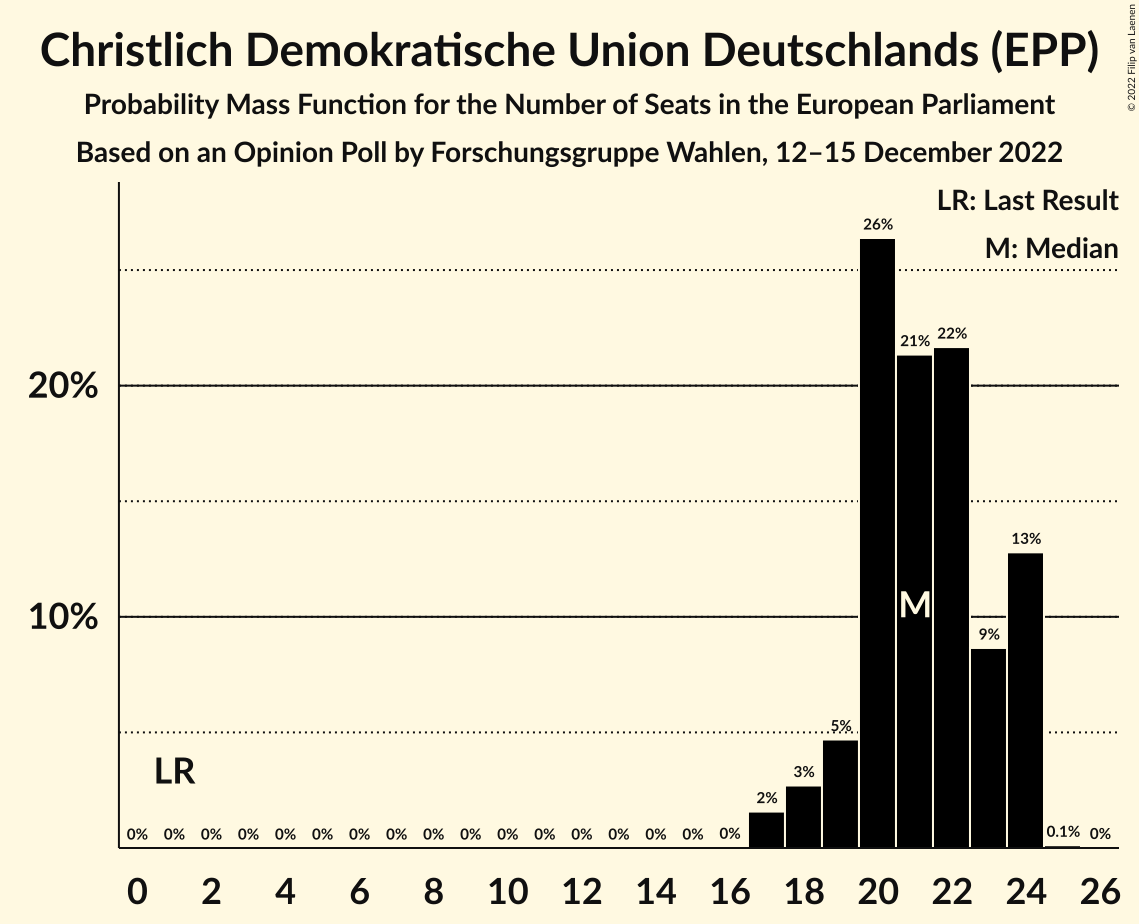 Christlich Demokratische Union Deutschlands (EPP)
Probability Mass Function for the Number of Seats in the European Parliament
Based on an Opinion Poll by Forschungsgruppe Wahlen, 12–15 December 2022
© 2022 Filip van Laenen
LR: Last Result
M: Median
26%
21%
22%
20%
13%
M
10%
9%
5%
LR
3%
2%
0% 0% 0% 0% 0% 0% 0% 0% 0% 0% 0% 0% 0% 0% 0% 0% 0% 0.1% 0%
0 2 4 6 8 10 12 14 16 18 20 22 24 26